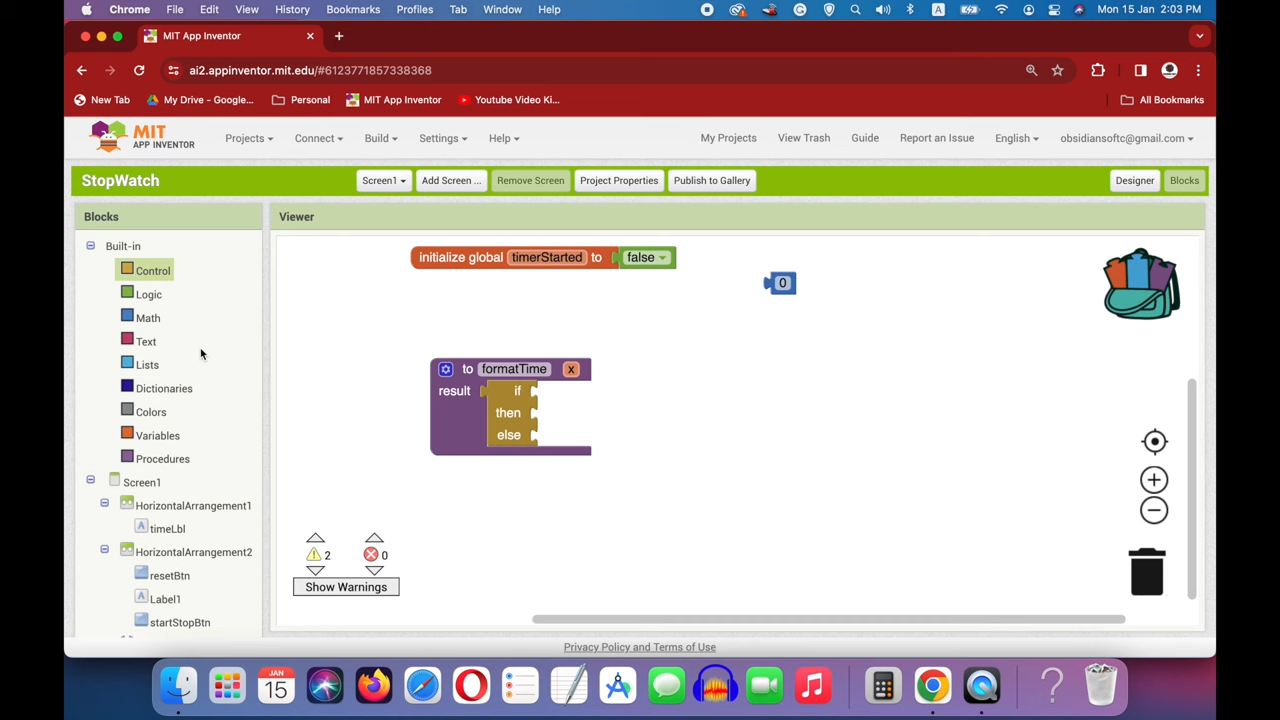 Chrome File Edit View History Bookmarks Profiles Tab Window Help A Mon 15 Jan 2:03 PM
MIT App Inventor
ai2.appinventor.mit.edu/#6123771857338368
New Tab My Drive - Google... Personal MIT App Inventor Youtube Video Ki... All Bookmarks
MIT
APP INVENTOR
Projects Connect Build Settings Help My Projects View Trash Guide Report an Issue English obsidiansoftc@gmail.com
StopWatch Screen1 Add Screen ... Remove Screen Project Properties Publish to Gallery Designer Blocks
Blocks Viewer
Built-in
Control
Logic
Math
Text
Lists
Dictionaries
Colors
Variables
Procedures
Screen1
HorizontalArrangement1
A timeLbl
HorizontalArrangement2
resetBtn
A Label1
startStopBtn
initialize global timerStarted to false
0
to formatTime x
result if
then
else
2 0
Show Warnings
Privacy Policy and Terms of Use
JAN
15
?